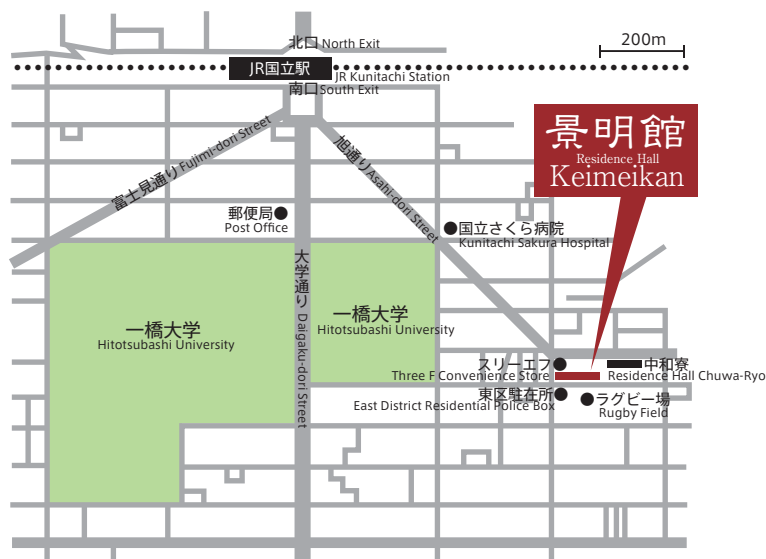 北口 North Exit
200m
JR国立駅
JR Kunitachi Station
南口 South Exit
景明館
Residence Hall
Keimeikan
富士見通り Fujimi-dori Street
旭通り Asahi-dori Street
郵便局
Post Office
国立さくら病院
Kunitachi Sakura Hospital
大学通り Daigaku-dori Street
一橋大学
Hitotsubashi University
一橋大学
Hitotsubashi University
スリーエフ
Three F Convenience Store
中和寮
Residence Hall Chuwa-Ryo
東区駐在所
East District Residential Police Box
ラグビー場
Rugby Field